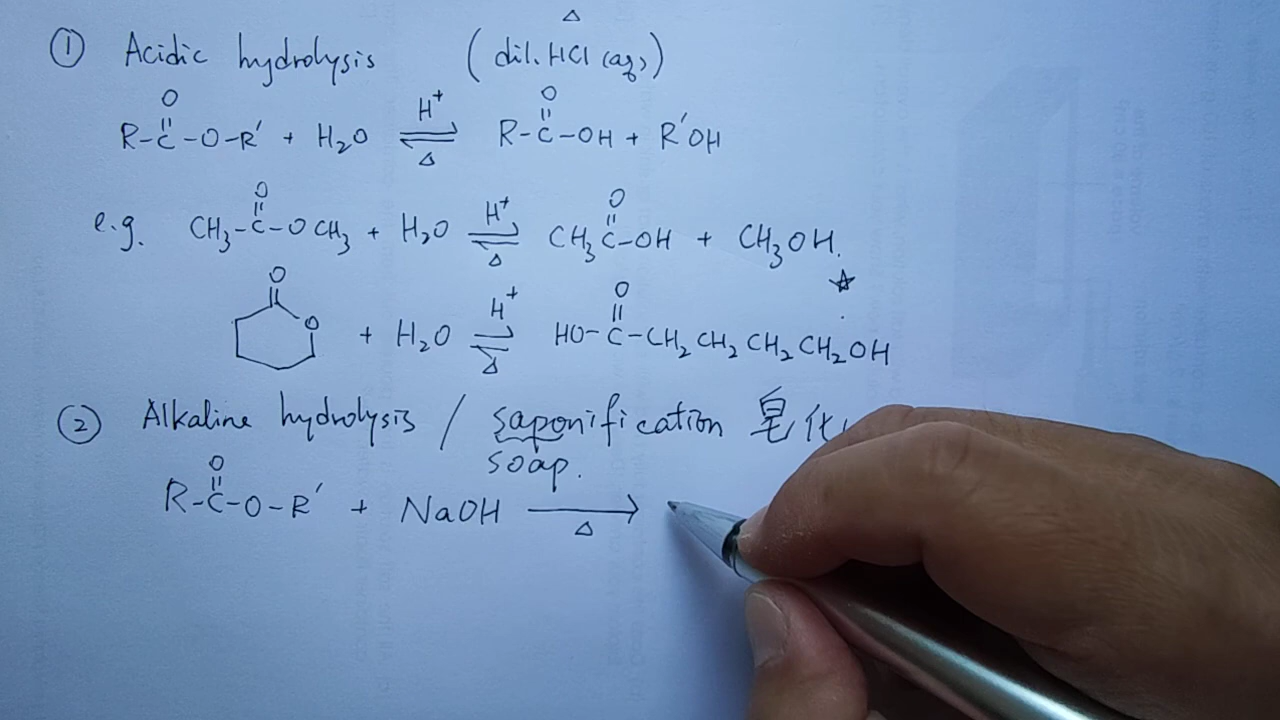 ① Acidic hydrolysis (dil. HCl (aq)) △
R-C(=O)-O-R' + H₂O ⇌ (H⁺, △) R-C(=O)-OH + R'OH
e.g. CH₃-C(=O)-OCH₃ + H₂O ⇌ (H⁺, △) CH₃C(=O)-OH + CH₃OH.
O O + H₂O ⇌ (H⁺, △) HO-C(=O)-CH₂CH₂CH₂CH₂OH ☆
② Alkaline hydrolysis / saponification 皂化
soap.
R-C(=O)-O-R' + NaOH → (△)